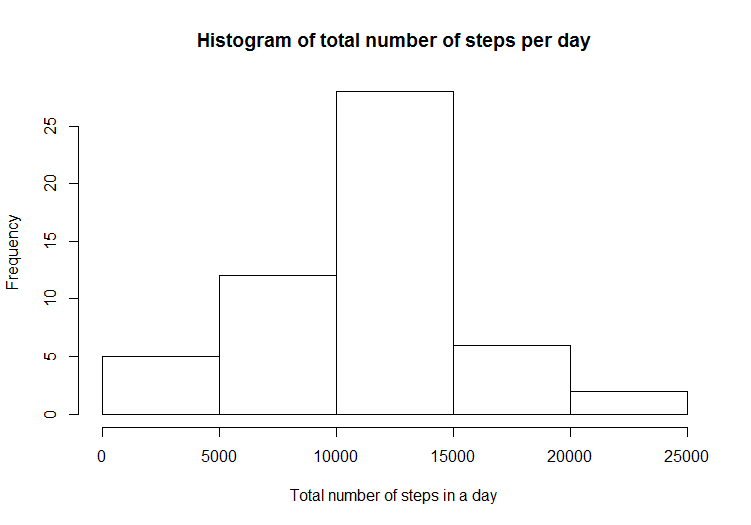 Histogram of total number of steps per day
Frequency
25
20
15
10
5
0
0 5000 10000 15000 20000 25000
Total number of steps in a day